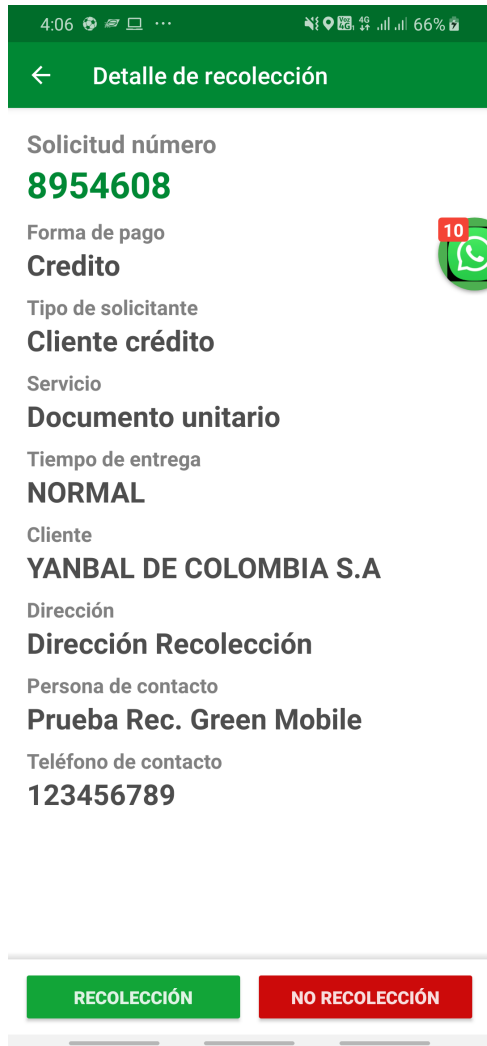 4:06 ... 66%
Detalle de recolección
Solicitud número
8954608
10
Forma de pago
Credito
Tipo de solicitante
Cliente crédito
Servicio
Documento unitario
Tiempo de entrega
NORMAL
Cliente
YANBAL DE COLOMBIA S.A
Dirección
Dirección Recolección
Persona de contacto
Prueba Rec. Green Mobile
Teléfono de contacto
123456789
RECOLECCIÓN NO RECOLECCIÓN